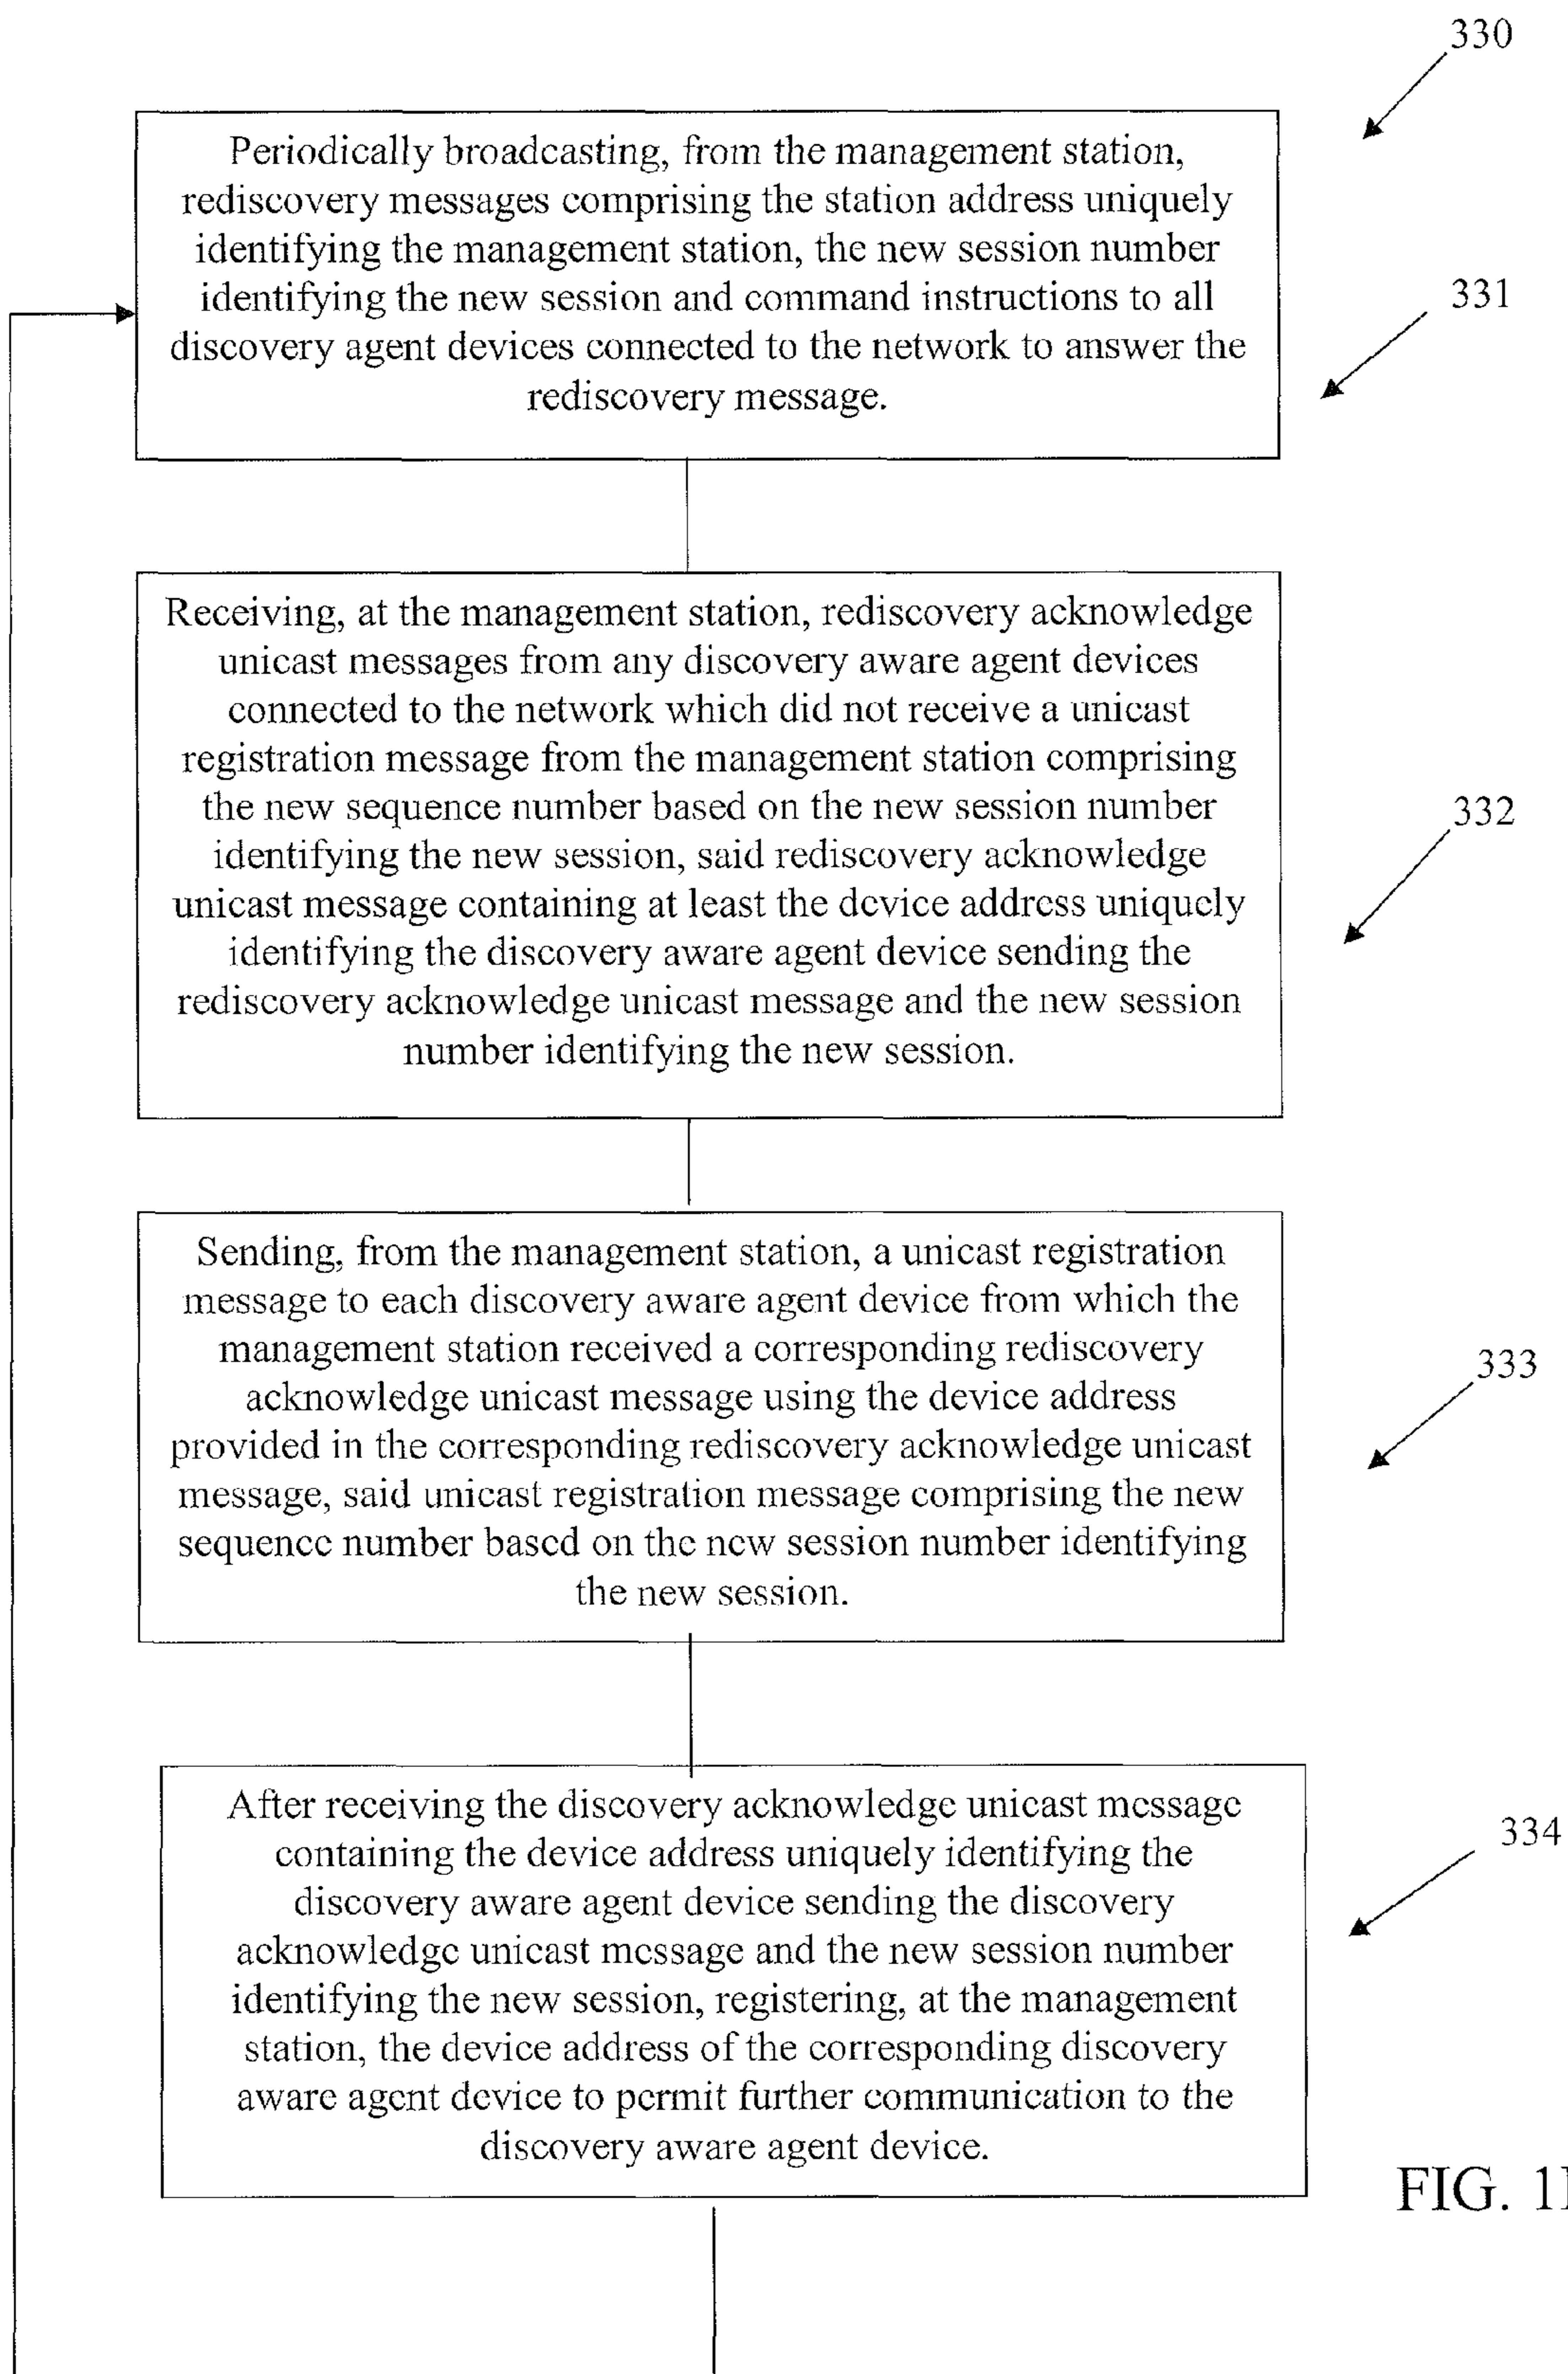 330
Periodically broadcasting, from the management station,
rediscovery messages comprising the station address uniquely
identifying the management station, the new session number
identifying the new session and command instructions to all
discovery agent devices connected to the network to answer the
rediscovery message.
331
Receiving, at the management station, rediscovery acknowledge
unicast messages from any discovery aware agent devices
connected to the network which did not receive a unicast
registration message from the management station comprising
the new sequence number based on the new session number
identifying the new session, said rediscovery acknowledge
unicast message containing at least the device address uniquely
identifying the discovery aware agent device sending the
rediscovery acknowledge unicast message and the new session
number identifying the new session.
332
Sending, from the management station, a unicast registration
message to each discovery aware agent device from which the
management station received a corresponding rediscovery
acknowledge unicast message using the device address
provided in the corresponding rediscovery acknowledge unicast
message, said unicast registration message comprising the new
sequence number based on the new session number identifying
the new session.
333
After receiving the discovery acknowledge unicast message
containing the device address uniquely identifying the
discovery aware agent device sending the discovery
acknowledge unicast message and the new session number
identifying the new session, registering, at the management
station, the device address of the corresponding discovery
aware agent device to permit further communication to the
discovery aware agent device.
334
FIG.